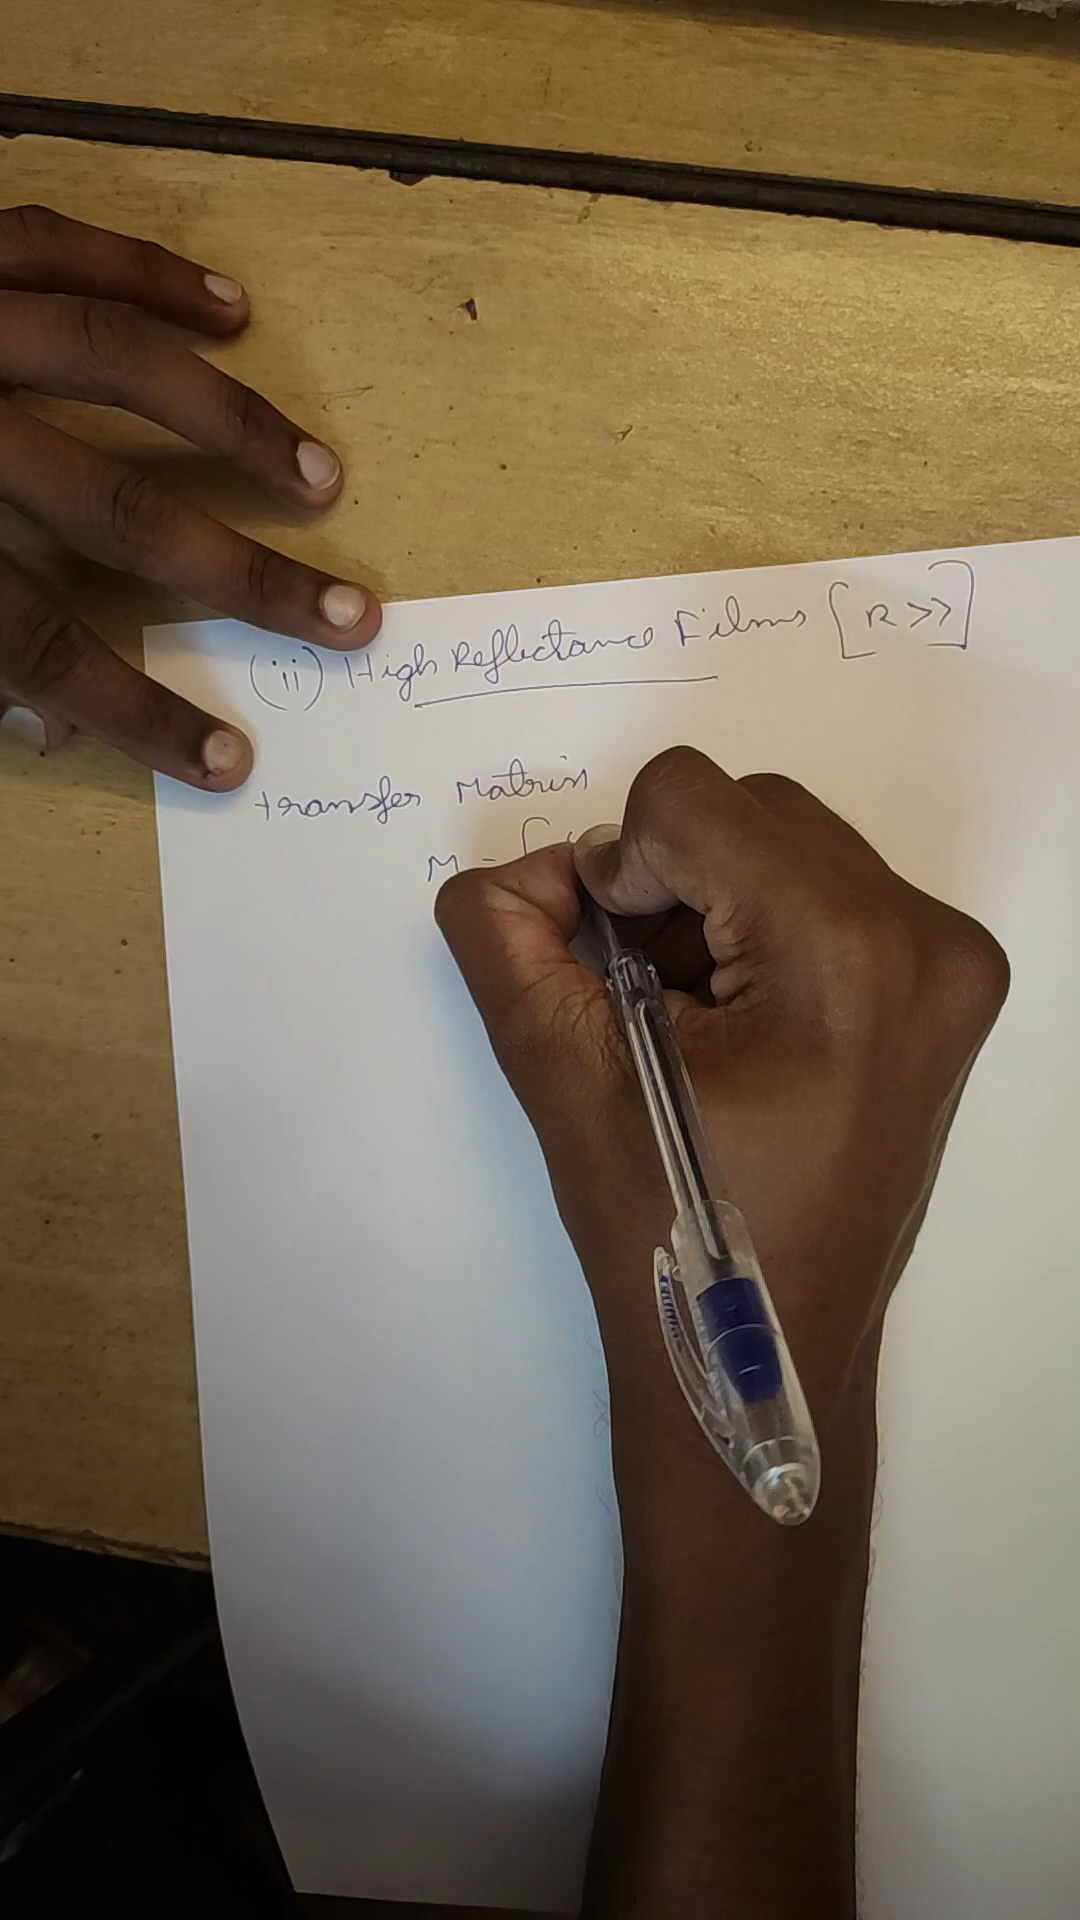 (ii) High Reflectance Films [R >>]
Transfer Matrix
M = [